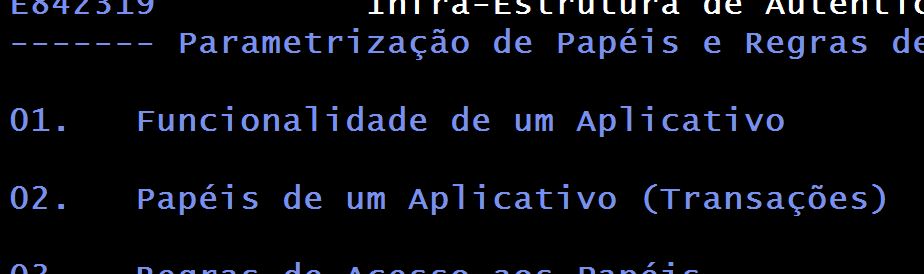 E842319 Infra-Estrutura de Autentic
------- Parametrização de Papéis e Regras de
01. Funcionalidade de um Aplicativo
02. Papéis de um Aplicativo (Transações)
03. Regras de Acesso aos Papéis